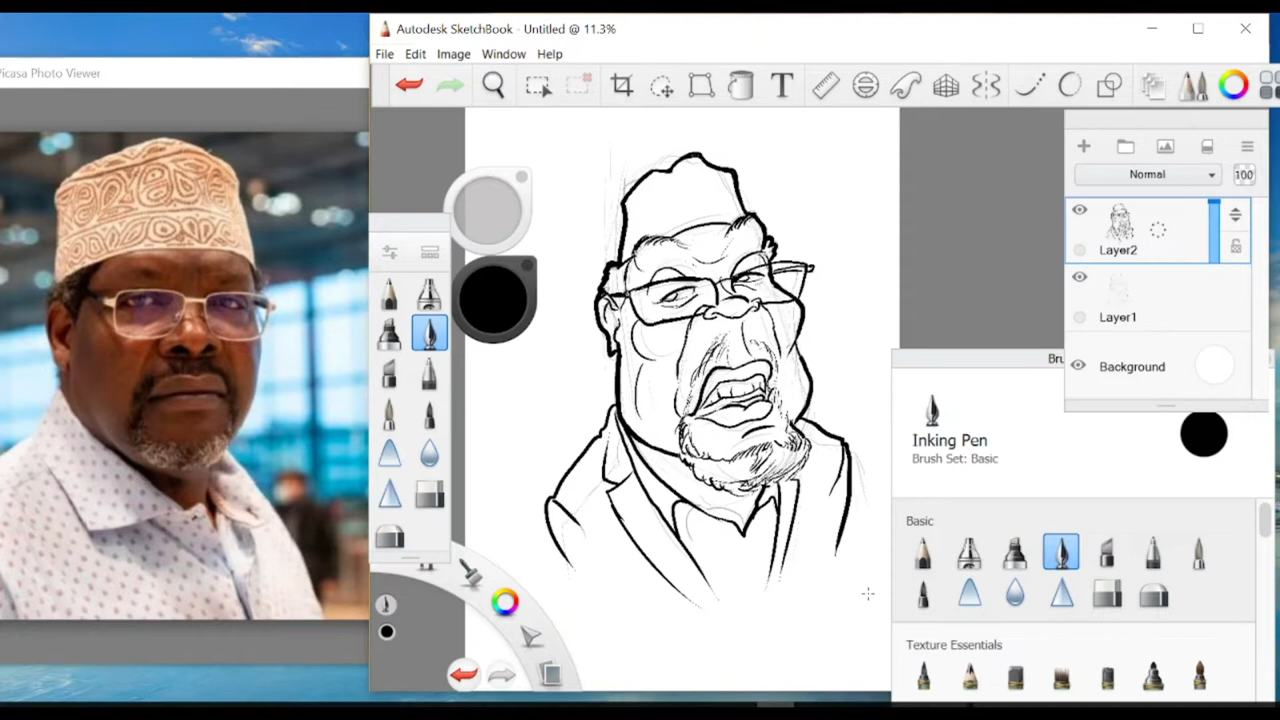 Autodesk SketchBook - Untitled @ 11.3%
Picasa Photo Viewer
File Edit Image Window Help
T
Normal 100
Layer2
Layer1
Background
Inking Pen
Brush Set: Basic
Basic
Texture Essentials